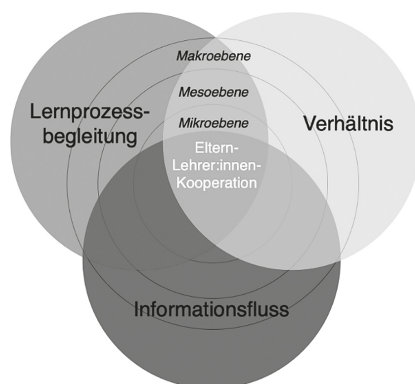 Makroebene
Mesoebene
Mikroebene
Lernprozess-
begleitung
Verhältnis
Eltern-
Lehrer:innen-
Kooperation
Informationsfluss